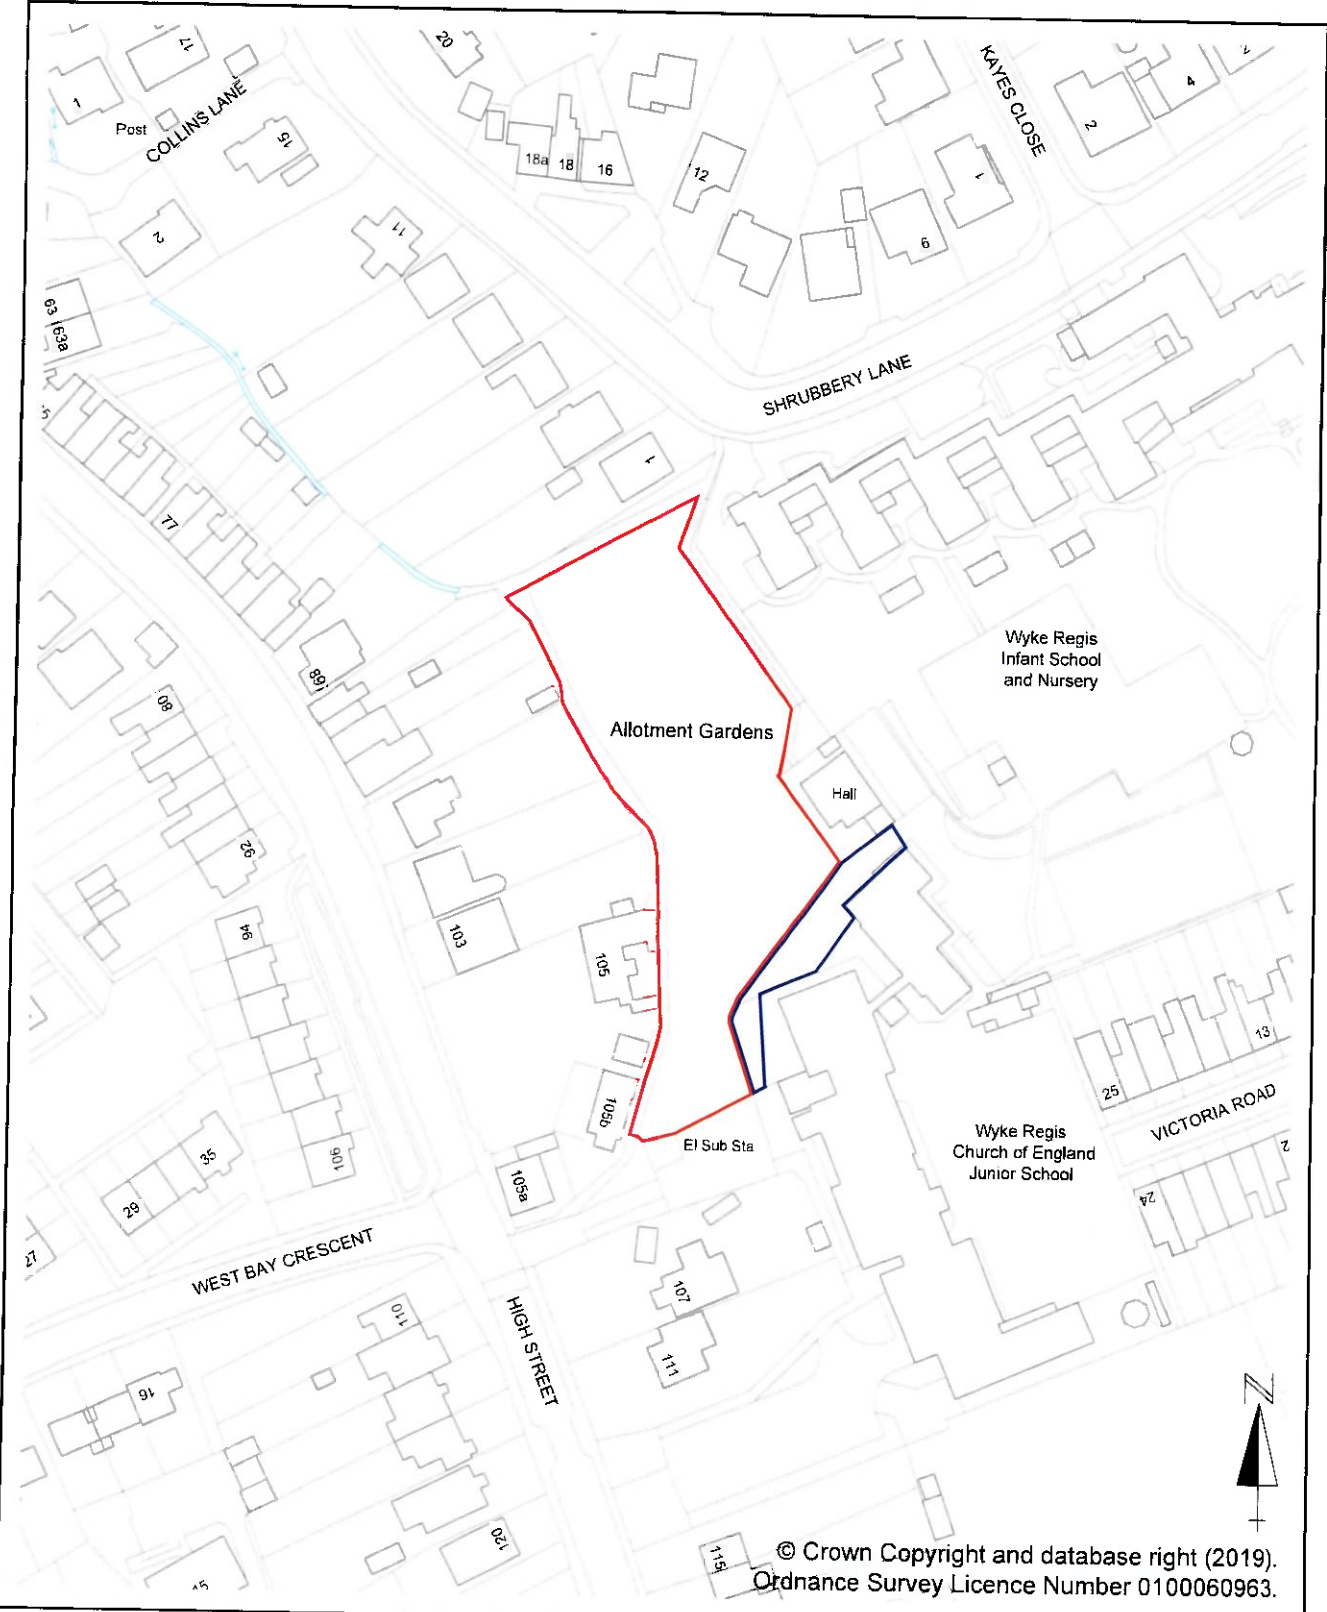 17
20
1
Post
COLLINS LANE
15
18a
18
16
12
KAYES CLOSE
2
4
1
2
11
6
63
63a
SHRUBBERY LANE
1
77
Wyke Regis
Infant School
and Nursery
89
80
Allotment Gardens
Hall
92
94
103
105
13
25
VICTORIA ROAD
105b
El Sub Sta
Wyke Regis
Church of England
Junior School
2
24
35
106
29
105a
27
WEST BAY CRESCENT
107
110
HIGH STREET
111
16
N
120
115
15
© Crown Copyright and database right (2019).
Ordnance Survey Licence Number 0100060963.